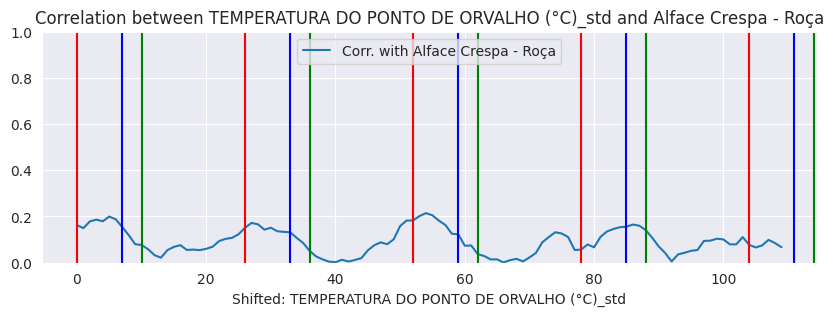 Correlation between TEMPERATURA DO PONTO DE ORVALHO (°C)_std and Alface Crespa - Roça
Corr. with Alface Crespa - Roça
1.0
0.8
0.6
0.4
0.2
0.0
0 20 40 60 80 100
Shifted: TEMPERATURA DO PONTO DE ORVALHO (°C)_std